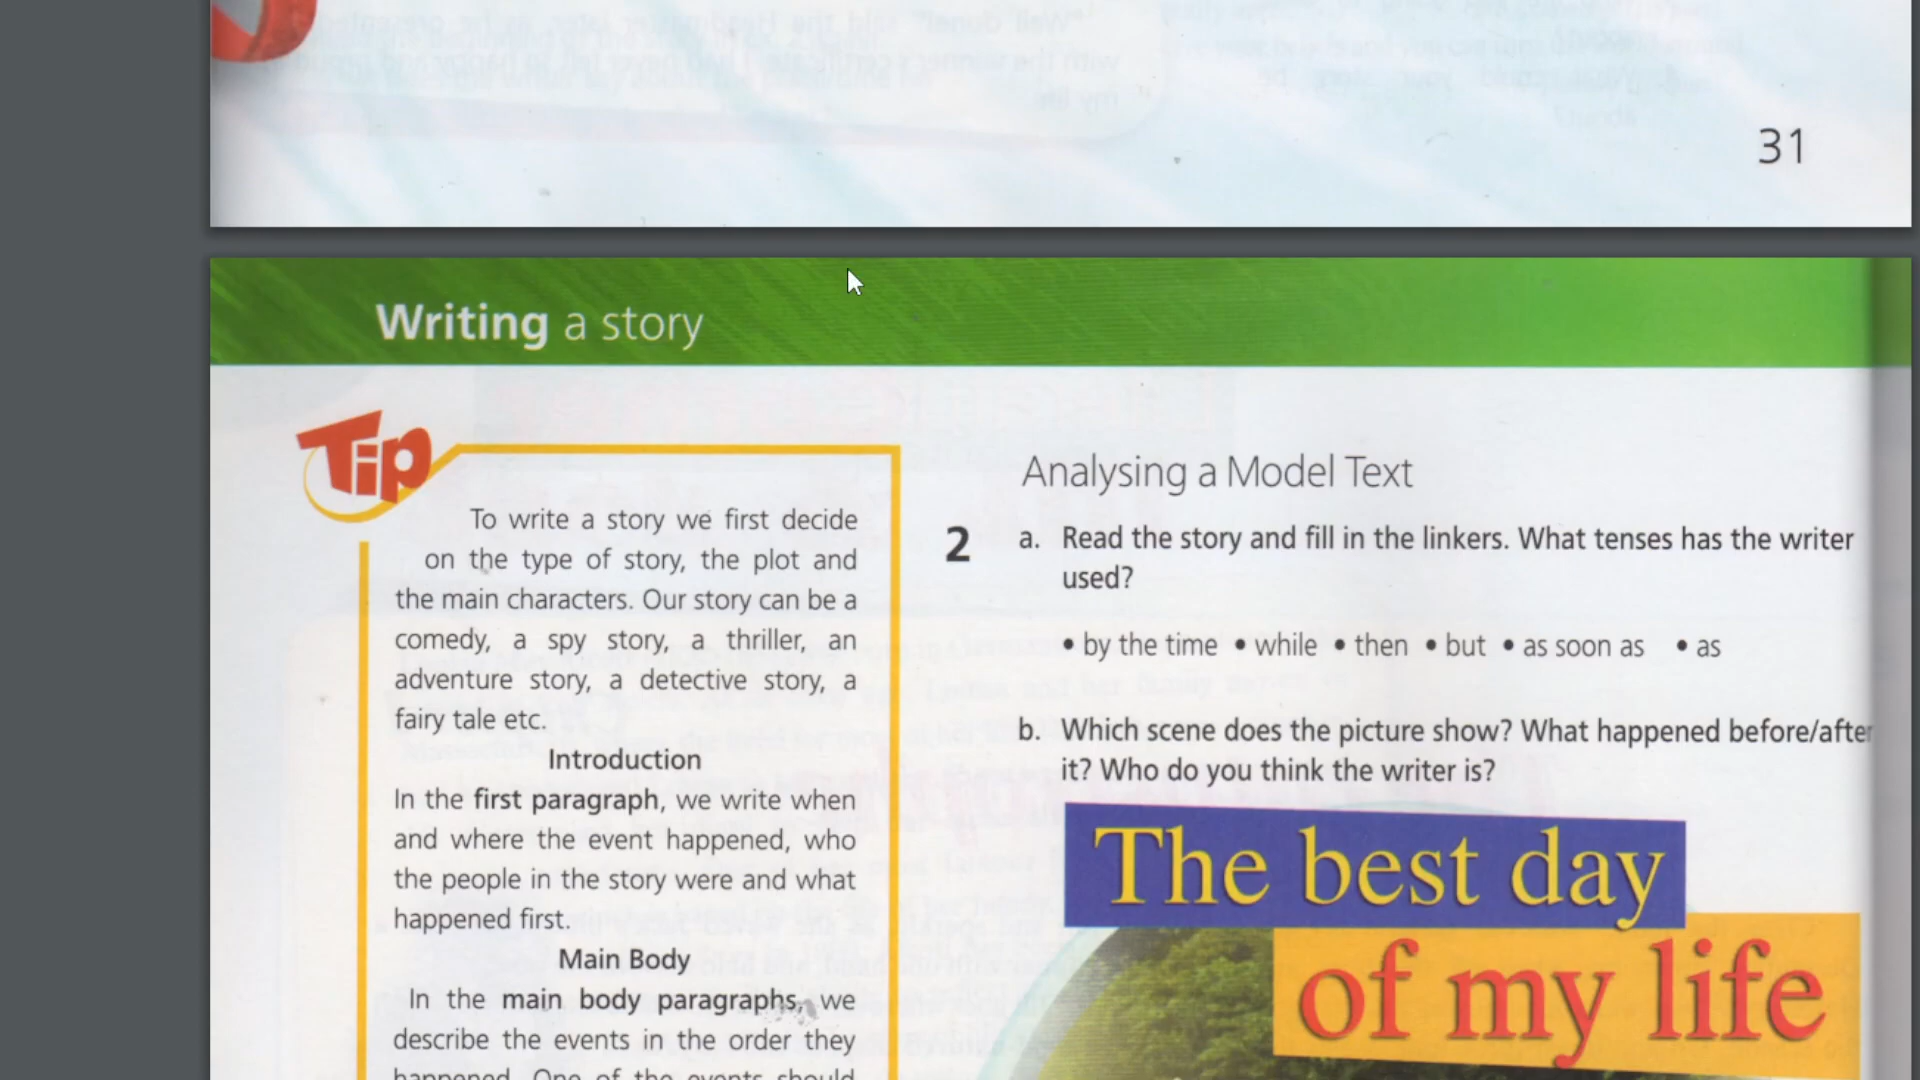 31
Writing a story
Tip
To write a story we first decide
on the type of story, the plot and
the main characters. Our story can be a
comedy, a spy story, a thriller, an
adventure story, a detective story, a
fairy tale etc.
Introduction
In the first paragraph, we write when
and where the event happened, who
the people in the story were and what
happened first.
Main Body
In the main body paragraphs, we
describe the events in the order they
happened. One of the events should
Analysing a Model Text
2 a. Read the story and fill in the linkers. What tenses has the writer
used?
• by the time • while • then • but • as soon as • as
b. Which scene does the picture show? What happened before/after
it? Who do you think the writer is?
The best day
of my life